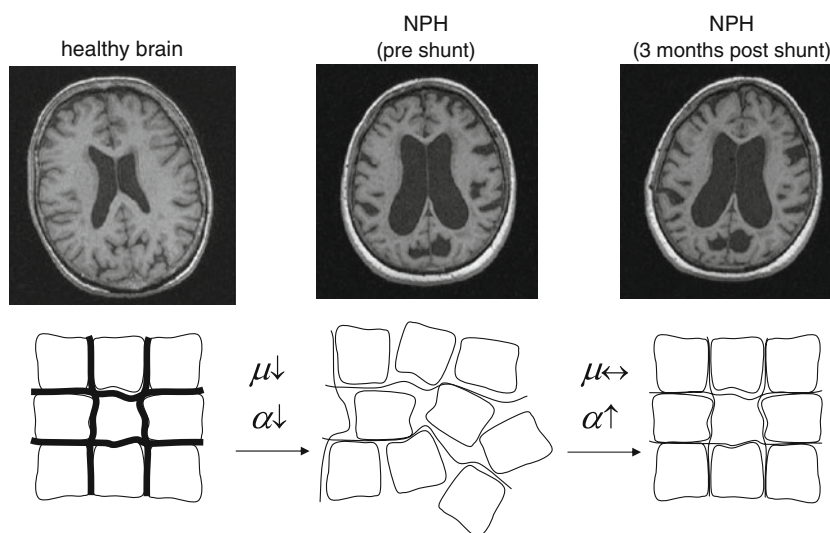 healthy brain
NPH
(pre shunt)
NPH
(3 months post shunt)
μ↓
α↓
μ↔
α↑